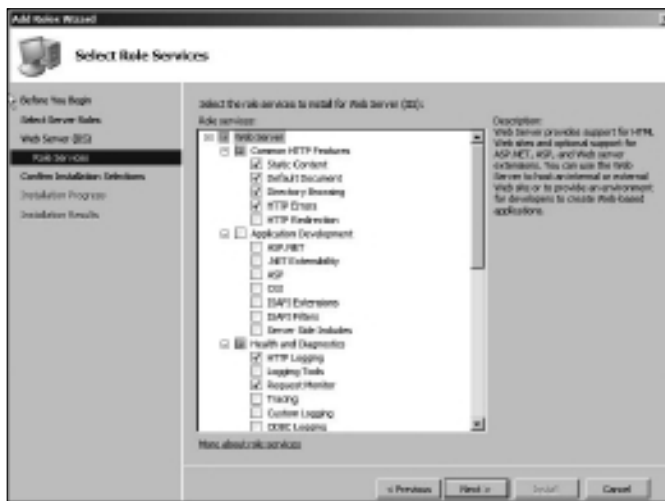 Add Roles Wizard
Select Role Services
Before You Begin
Server Roles
Web Server (IIS)
Role Services
Confirm Installation Selections
Installation Progress
Installation Results
Select the role services to install for Web Server (IIS):
Role services:
Web Server
Common HTTP Features
Static Content
Default Document
Directory Browsing
HTTP Errors
HTTP Redirection
Application Development
ASP.NET
.NET Extensibility
ASP
CGI
ISAPI Extensions
ISAPI Filters
Server Side Includes
Health and Diagnostics
HTTP Logging
Logging Tools
Request Monitor
Tracing
Custom Logging
ODBC Logging
Description:
Web Server provides support for HTML
Web sites and optional support for
ASP.NET, ASP, and Web server
extensions. You can use the Web
Server to host an internal or external
Web site or to provide an environment
for developers to create Web-based
applications.
More about role services
< Previous
Next >
Install
Cancel